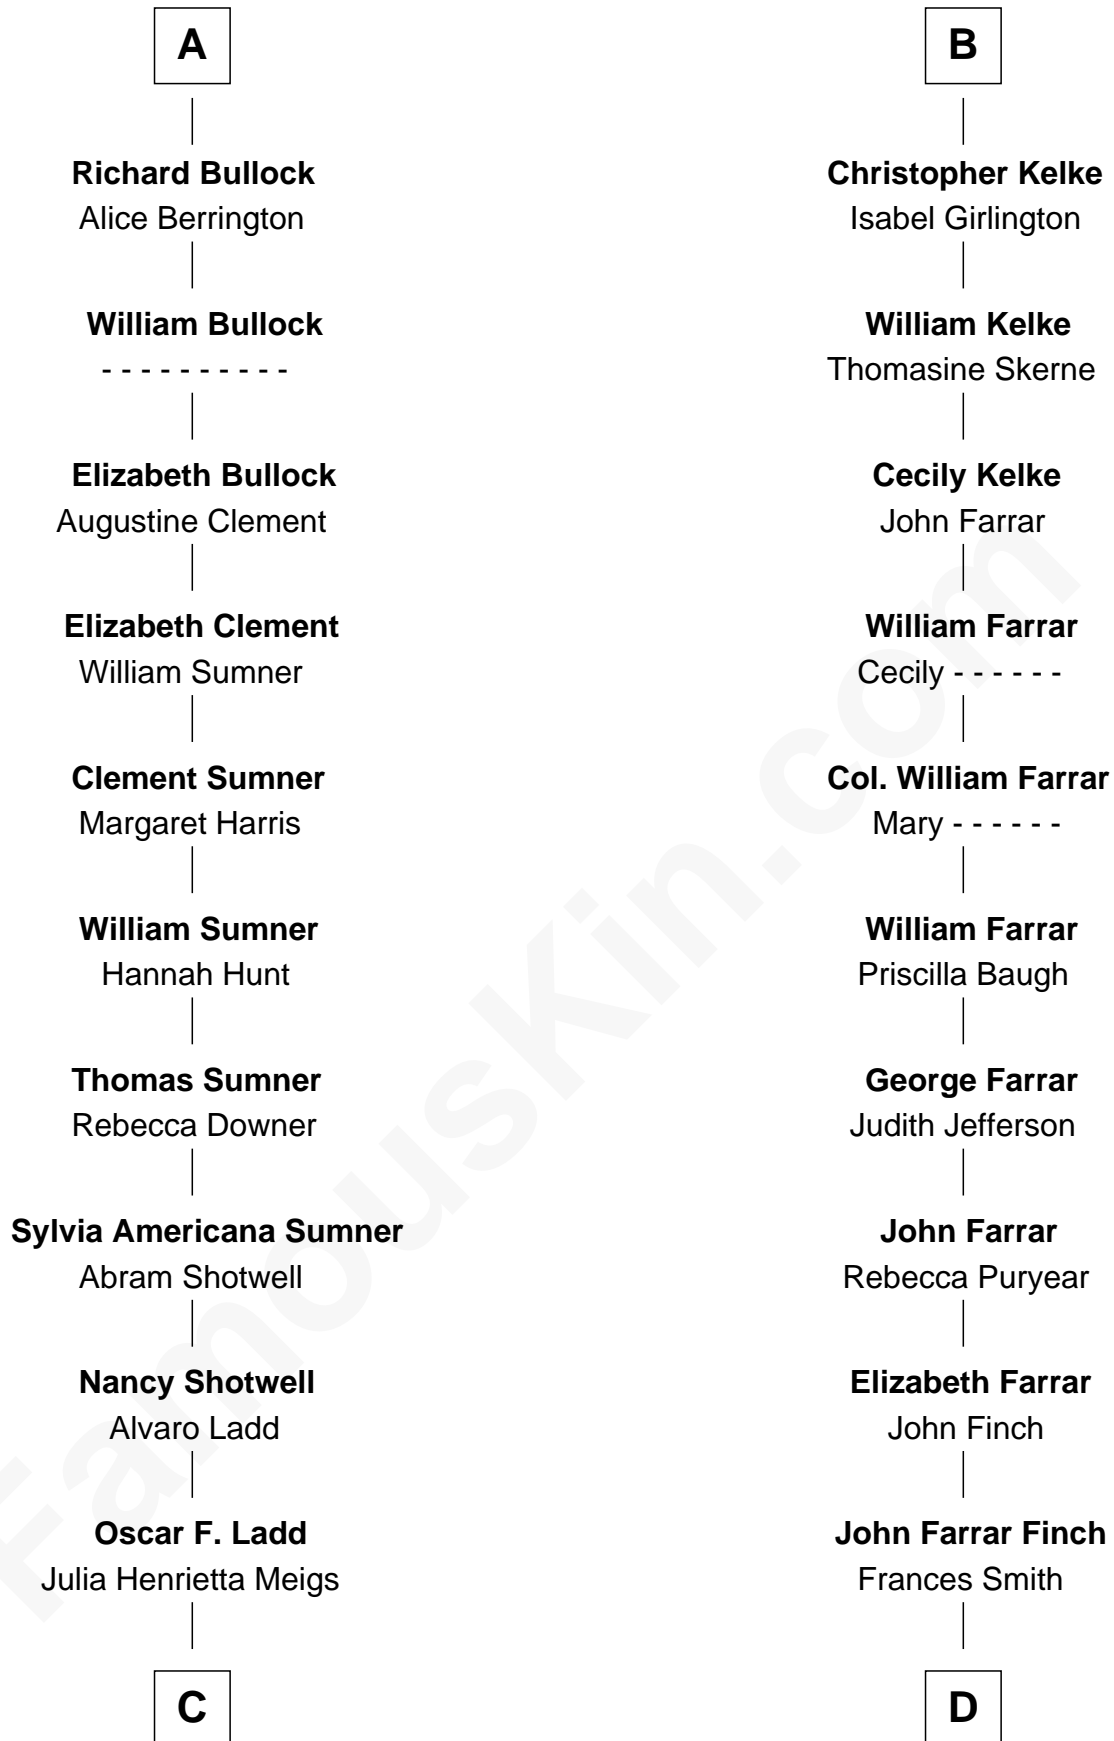 A
Richard Bullock
Alice Berrington
William Bullock
- - - - - - - - - -
Elizabeth Bullock
Augustine Clement
Elizabeth Clement
William Sumner
Clement Sumner
Margaret Harris
William Sumner
Hannah Hunt
Thomas Sumner
Rebecca Downer
Sylvia Americana Sumner
Abram Shotwell
Nancy Shotwell
Alvaro Ladd
Oscar F. Ladd
Julia Henrietta Meigs
C
B
Christopher Kelke
Isabel Girlington
William Kelke
Thomasine Skerne
Cecily Kelke
John Farrar
William Farrar
Cecily - - - - - -
Col. William Farrar
Mary - - - - - -
William Farrar
Priscilla Baugh
George Farrar
Judith Jefferson
John Farrar
Rebecca Puryear
Elizabeth Farrar
John Finch
John Farrar Finch
Frances Smith
D
FamousKin.com